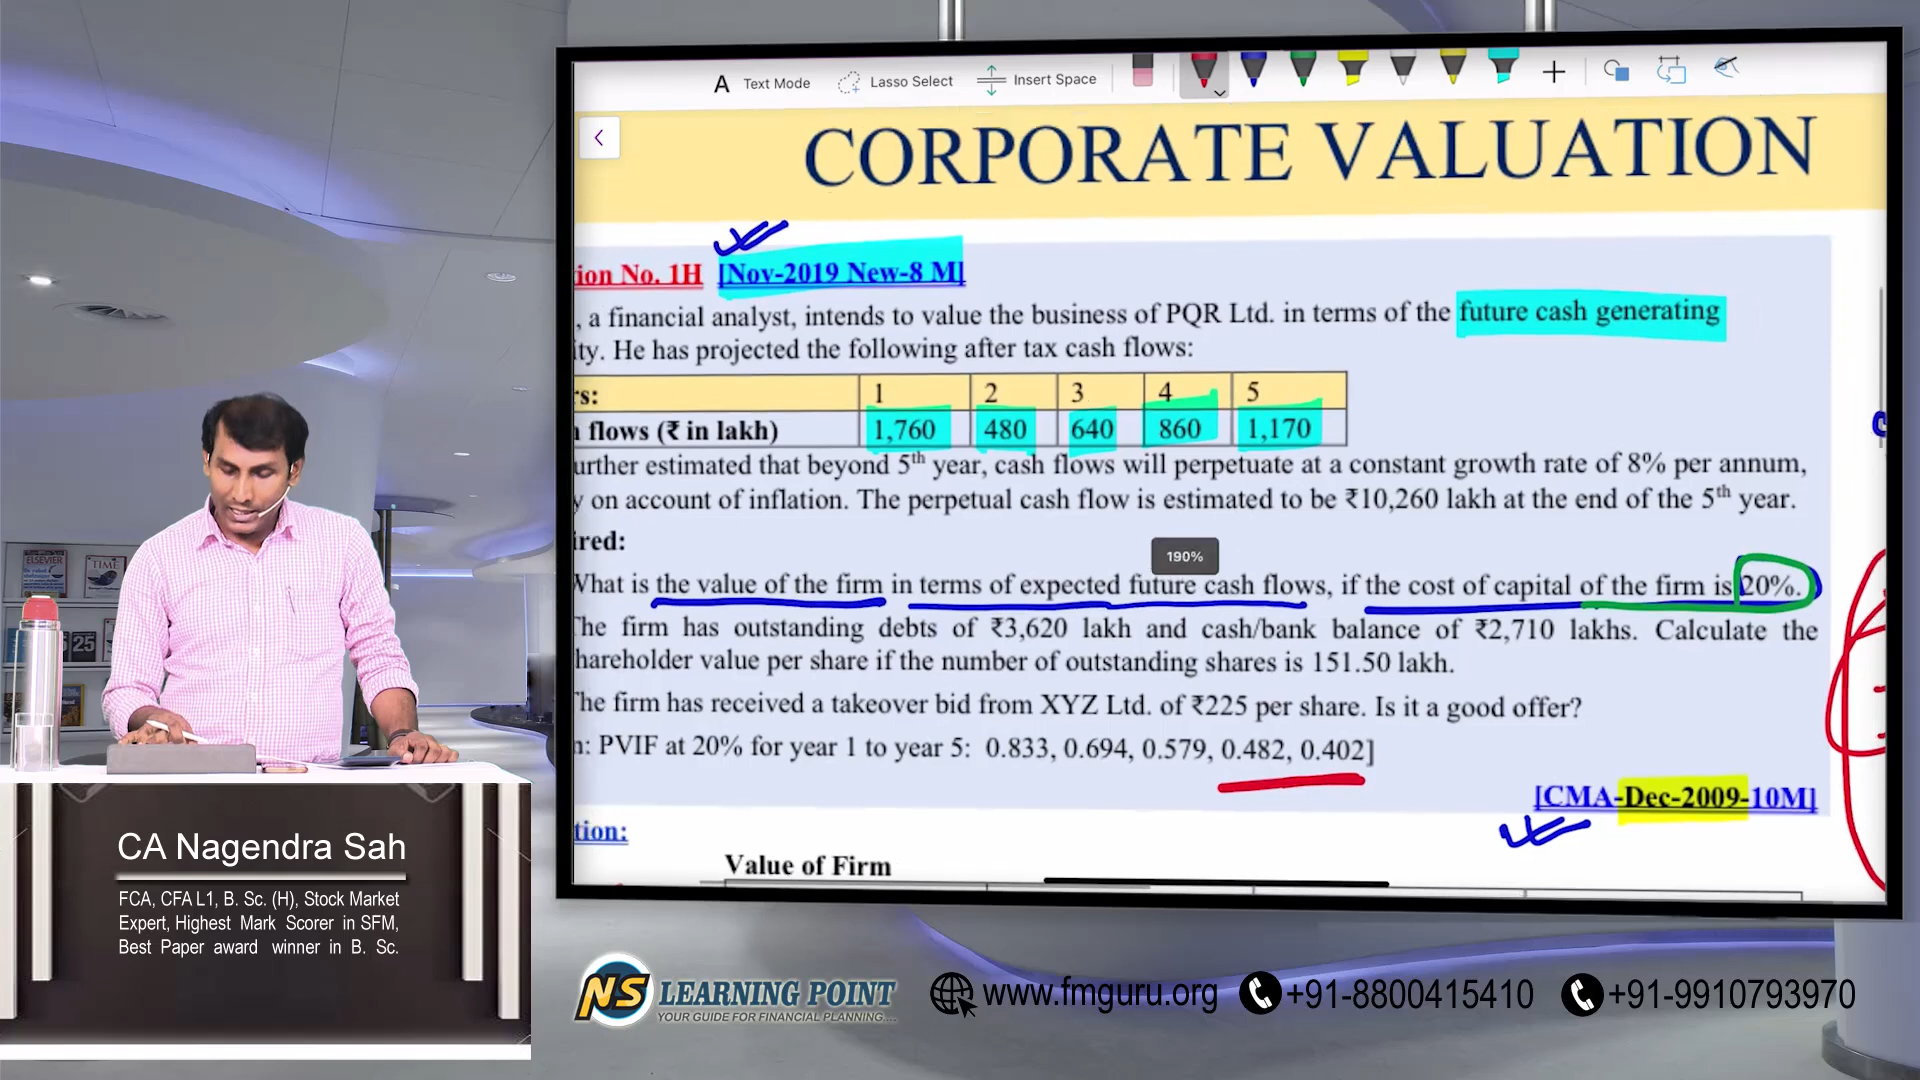 A Text Mode Lasso Select Insert Space
CORPORATE VALUATION
ion No. 1H [Nov-2019 New-8 M]
, a financial analyst, intends to value the business of PQR Ltd. in terms of the future cash generating
ity. He has projected the following after tax cash flows:
rs: 1 2 3 4 5
flows (₹ in lakh) 1,760 480 640 860 1,170
urther estimated that beyond 5th year, cash flows will perpetuate at a constant growth rate of 8% per annum,
y on account of inflation. The perpetual cash flow is estimated to be ₹10,260 lakh at the end of the 5th year.
ired:
190%
What is the value of the firm in terms of expected future cash flows, if the cost of capital of the firm is 20%.
The firm has outstanding debts of ₹3,620 lakh and cash/bank balance of ₹2,710 lakhs. Calculate the
hareholder value per share if the number of outstanding shares is 151.50 lakh.
The firm has received a takeover bid from XYZ Ltd. of ₹225 per share. Is it a good offer?
n: PVIF at 20% for year 1 to year 5: 0.833, 0.694, 0.579, 0.482, 0.402]
[CMA-Dec-2009-10M]
tion:
Value of Firm
ELSEVIER
TIME
25
CA Nagendra Sah
FCA, CFA L1, B. Sc. (H), Stock Market
Expert, Highest Mark Scorer in SFM,
Best Paper award winner in B. Sc.
NS LEARNING POINT
YOUR GUIDE FOR FINANCIAL PLANNING....
www.fmguru.org +91-8800415410 +91-9910793970